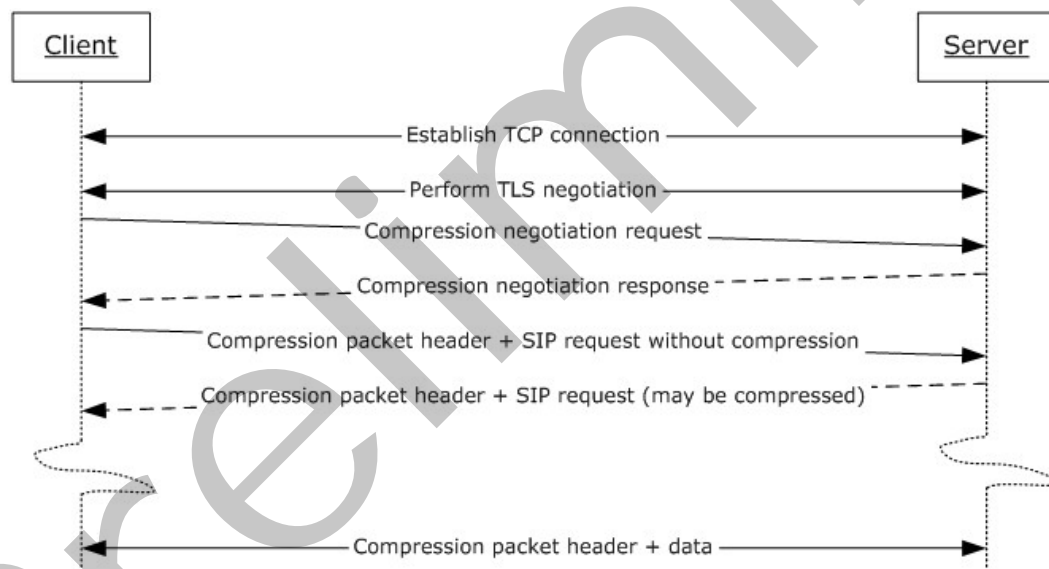 Client
Server
Establish TCP connection
Perform TLS negotiation
Compression negotiation request
Compression negotiation response
Compression packet header + SIP request without compression
Compression packet header + SIP request (may be compressed)
Compression packet header + data